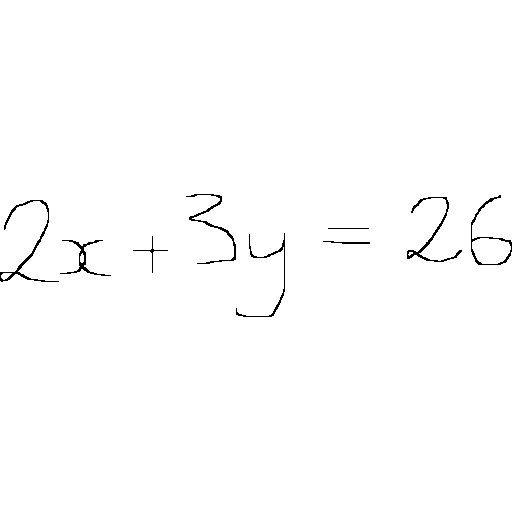 2x + 3y = 26